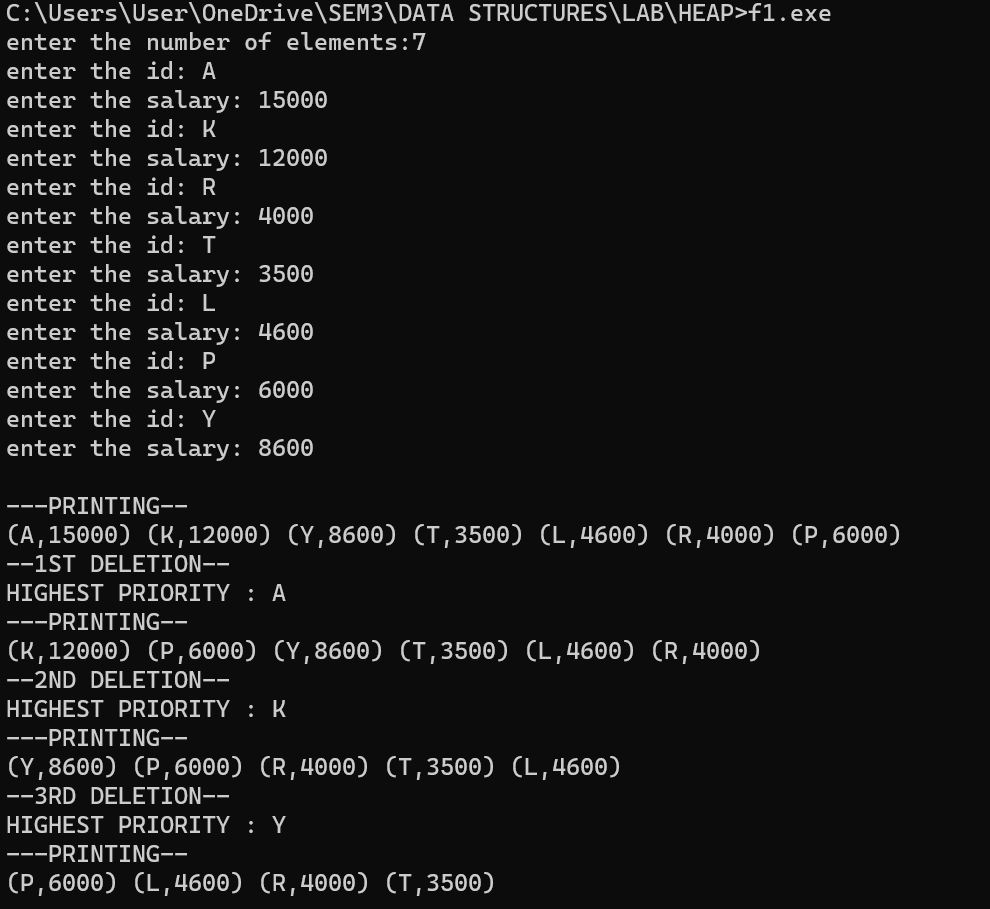 C:\Users\User\OneDrive\SEM3\DATA STRUCTURES\LAB\HEAP>f1.exe
enter the number of elements:7
enter the id: A
enter the salary: 15000
enter the id: K
enter the salary: 12000
enter the id: R
enter the salary: 4000
enter the id: T
enter the salary: 3500
enter the id: L
enter the salary: 4600
enter the id: P
enter the salary: 6000
enter the id: Y
enter the salary: 8600
---PRINTING--
(A,15000) (K,12000) (Y,8600) (T,3500) (L,4600) (R,4000) (P,6000)
--1ST DELETION--
HIGHEST PRIORITY : A
---PRINTING--
(K,12000) (P,6000) (Y,8600) (T,3500) (L,4600) (R,4000)
--2ND DELETION--
HIGHEST PRIORITY : K
---PRINTING--
(Y,8600) (P,6000) (R,4000) (T,3500) (L,4600)
--3RD DELETION--
HIGHEST PRIORITY : Y
---PRINTING--
(P,6000) (L,4600) (R,4000) (T,3500)